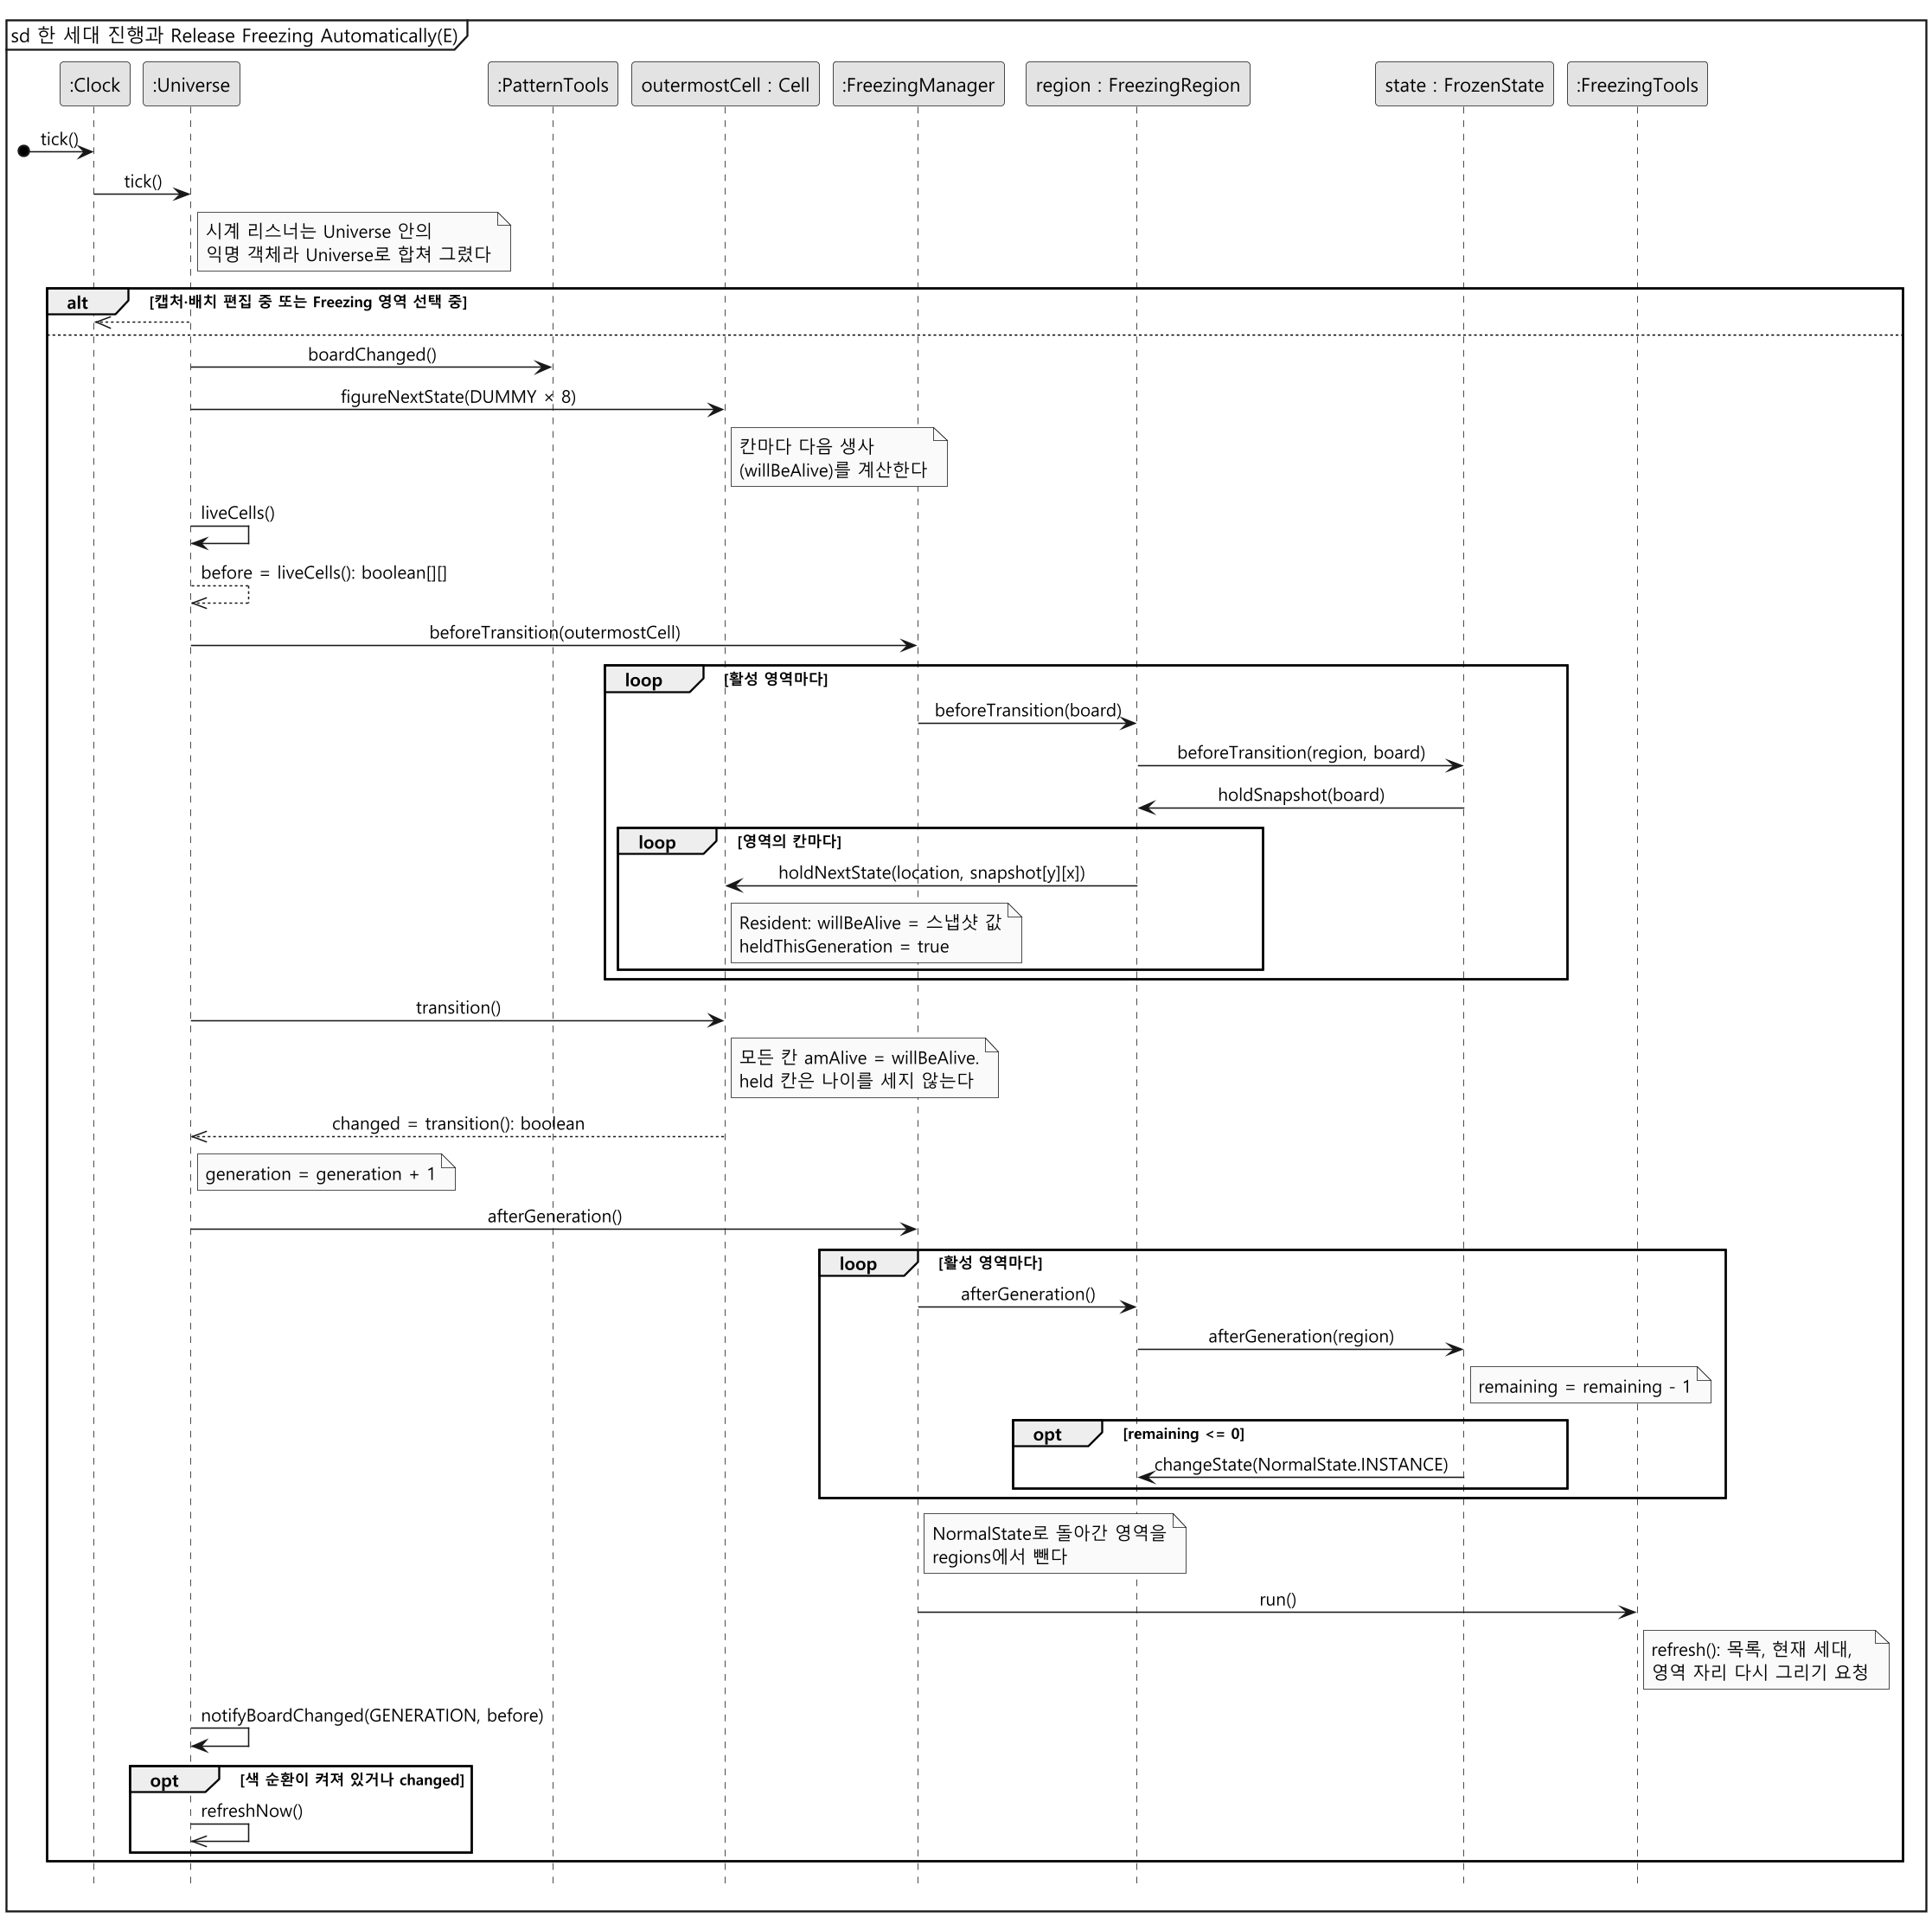 sd 한 세대 진행과 Release Freezing Automatically(E)
:Clock
:Universe
:PatternTools
outermostCell : Cell
:FreezingManager
region : FreezingRegion
state : FrozenState
:FreezingTools
tick()
tick()
시계 리스너는 Universe 안의
익명 객체라 Universe로 합쳐 그렸다
alt
[캡처·배치 편집 중 또는 Freezing 영역 선택 중]
boardChanged()
figureNextState(DUMMY × 8)
칸마다 다음 생사
(willBeAlive)를 계산한다
liveCells()
before = liveCells(): boolean[][]
beforeTransition(outermostCell)
loop
[활성 영역마다]
beforeTransition(board)
beforeTransition(region, board)
holdSnapshot(board)
loop
[영역의 칸마다]
holdNextState(location, snapshot[y][x])
Resident: willBeAlive = 스냅샷 값
heldThisGeneration = true
transition()
모든 칸 amAlive = willBeAlive.
held 칸은 나이를 세지 않는다
changed = transition(): boolean
generation = generation + 1
afterGeneration()
loop
[활성 영역마다]
afterGeneration()
afterGeneration(region)
remaining = remaining - 1
opt
[remaining <= 0]
changeState(NormalState.INSTANCE)
NormalState로 돌아간 영역을
regions에서 뺀다
run()
refresh(): 목록, 현재 세대,
영역 자리 다시 그리기 요청
notifyBoardChanged(GENERATION, before)
opt
[색 순환이 켜져 있거나 changed]
refreshNow()